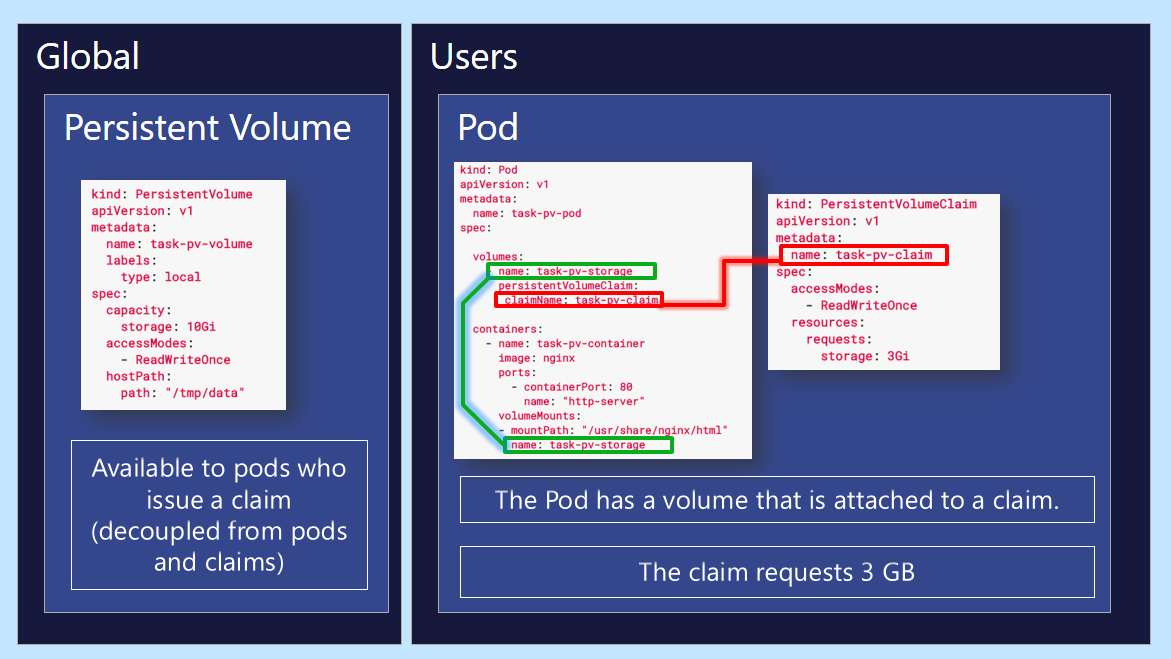 Global
Persistent Volume
kind: PersistentVolume
apiVersion: v1
metadata:
  name: task-pv-volume
  labels:
    type: local
spec:
  capacity:
    storage: 10Gi
  accessModes:
    - ReadWriteOnce
  hostPath:
    path: "/tmp/data"
Available to pods who
issue a claim
(decoupled from pods
and claims)
Users
Pod
kind: Pod
apiVersion: v1
metadata:
  name: task-pv-pod
spec:
  volumes:
    - name: task-pv-storage
      persistentVolumeClaim:
       claimName: task-pv-claim
  containers:
    - name: task-pv-container
      image: nginx
      ports:
        - containerPort: 80
          name: "http-server"
      volumeMounts:
      - mountPath: "/usr/share/nginx/html"
        name: task-pv-storage
kind: PersistentVolumeClaim
apiVersion: v1
metadata:
  name: task-pv-claim
spec:
  accessModes:
    - ReadWriteOnce
  resources:
    requests:
      storage: 3Gi
The Pod has a volume that is attached to a claim.
The claim requests 3 GB